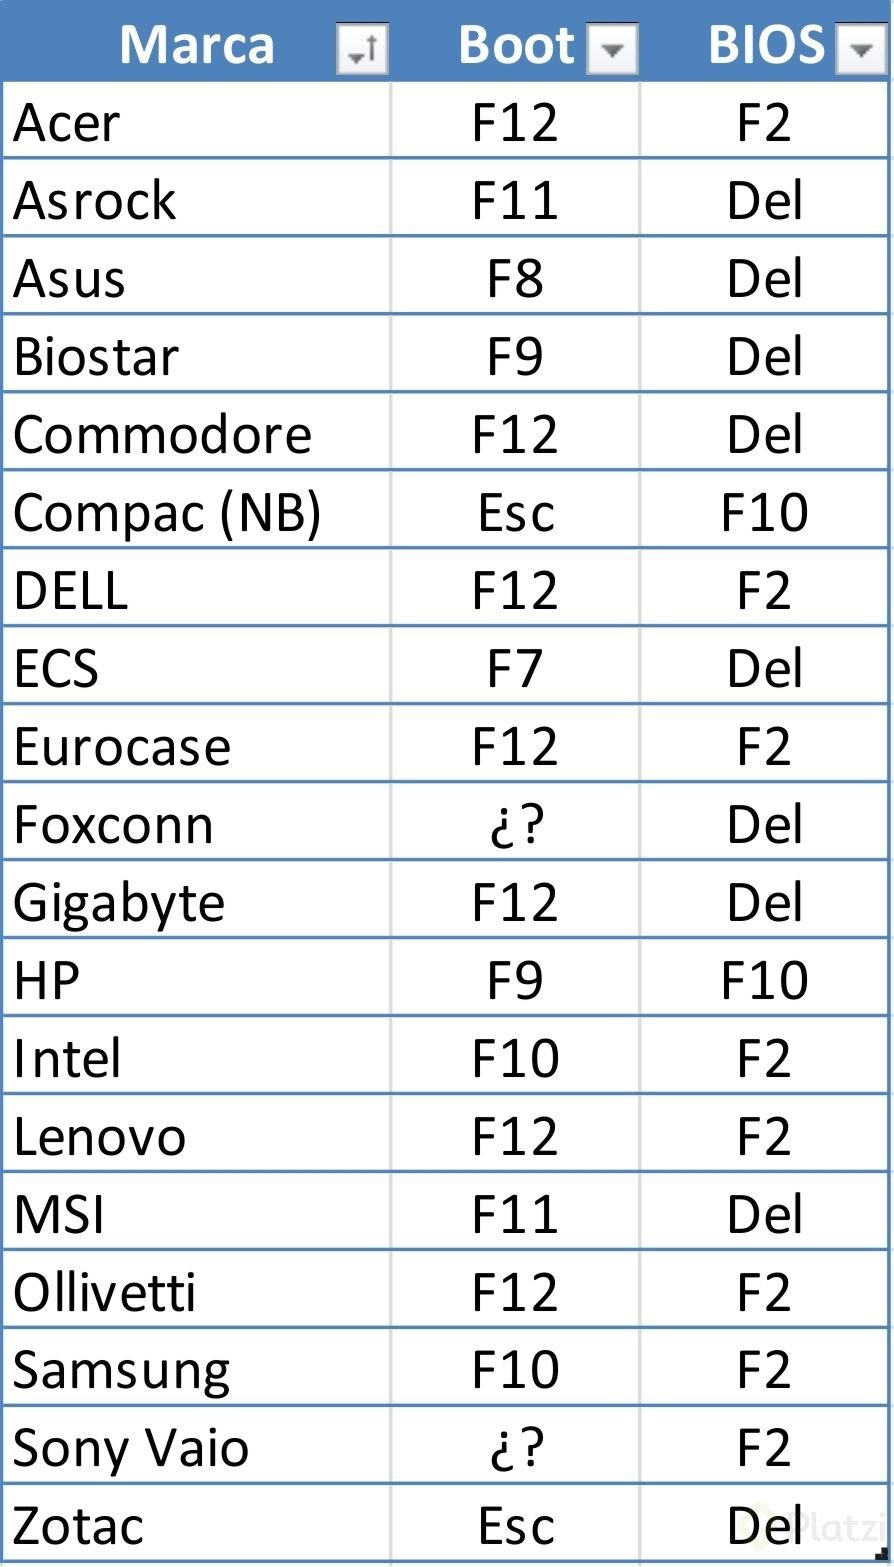 Marca Boot BIOS
Acer F12 F2
Asrock F11 Del
Asus F8 Del
Biostar F9 Del
Commodore F12 Del
Compac (NB) Esc F10
DELL F12 F2
ECS F7 Del
Eurocase F12 F2
Foxconn ¿? Del
Gigabyte F12 Del
HP F9 F10
Intel F10 F2
Lenovo F12 F2
MSI F11 Del
Ollivetti F12 F2
Samsung F10 F2
Sony Vaio ¿? F2
Zotac Esc Del
Platzi